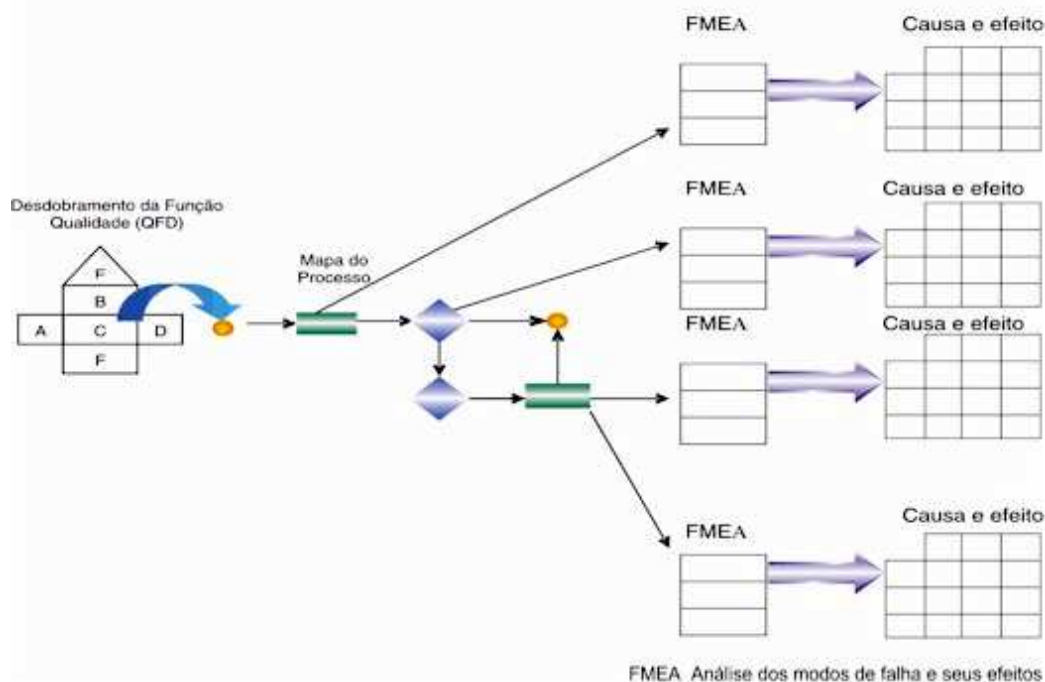 FMEA
Causa e efeito
FMEA
Causa e efeito
Desdobramento da Função
Qualidade (QFD)
F
B
A
C
D
F
Mapa do
Processo
FMEA
Causa e efeito
FMEA
Causa e efeito
FMEA Análise dos modos de falha e seus efeitos